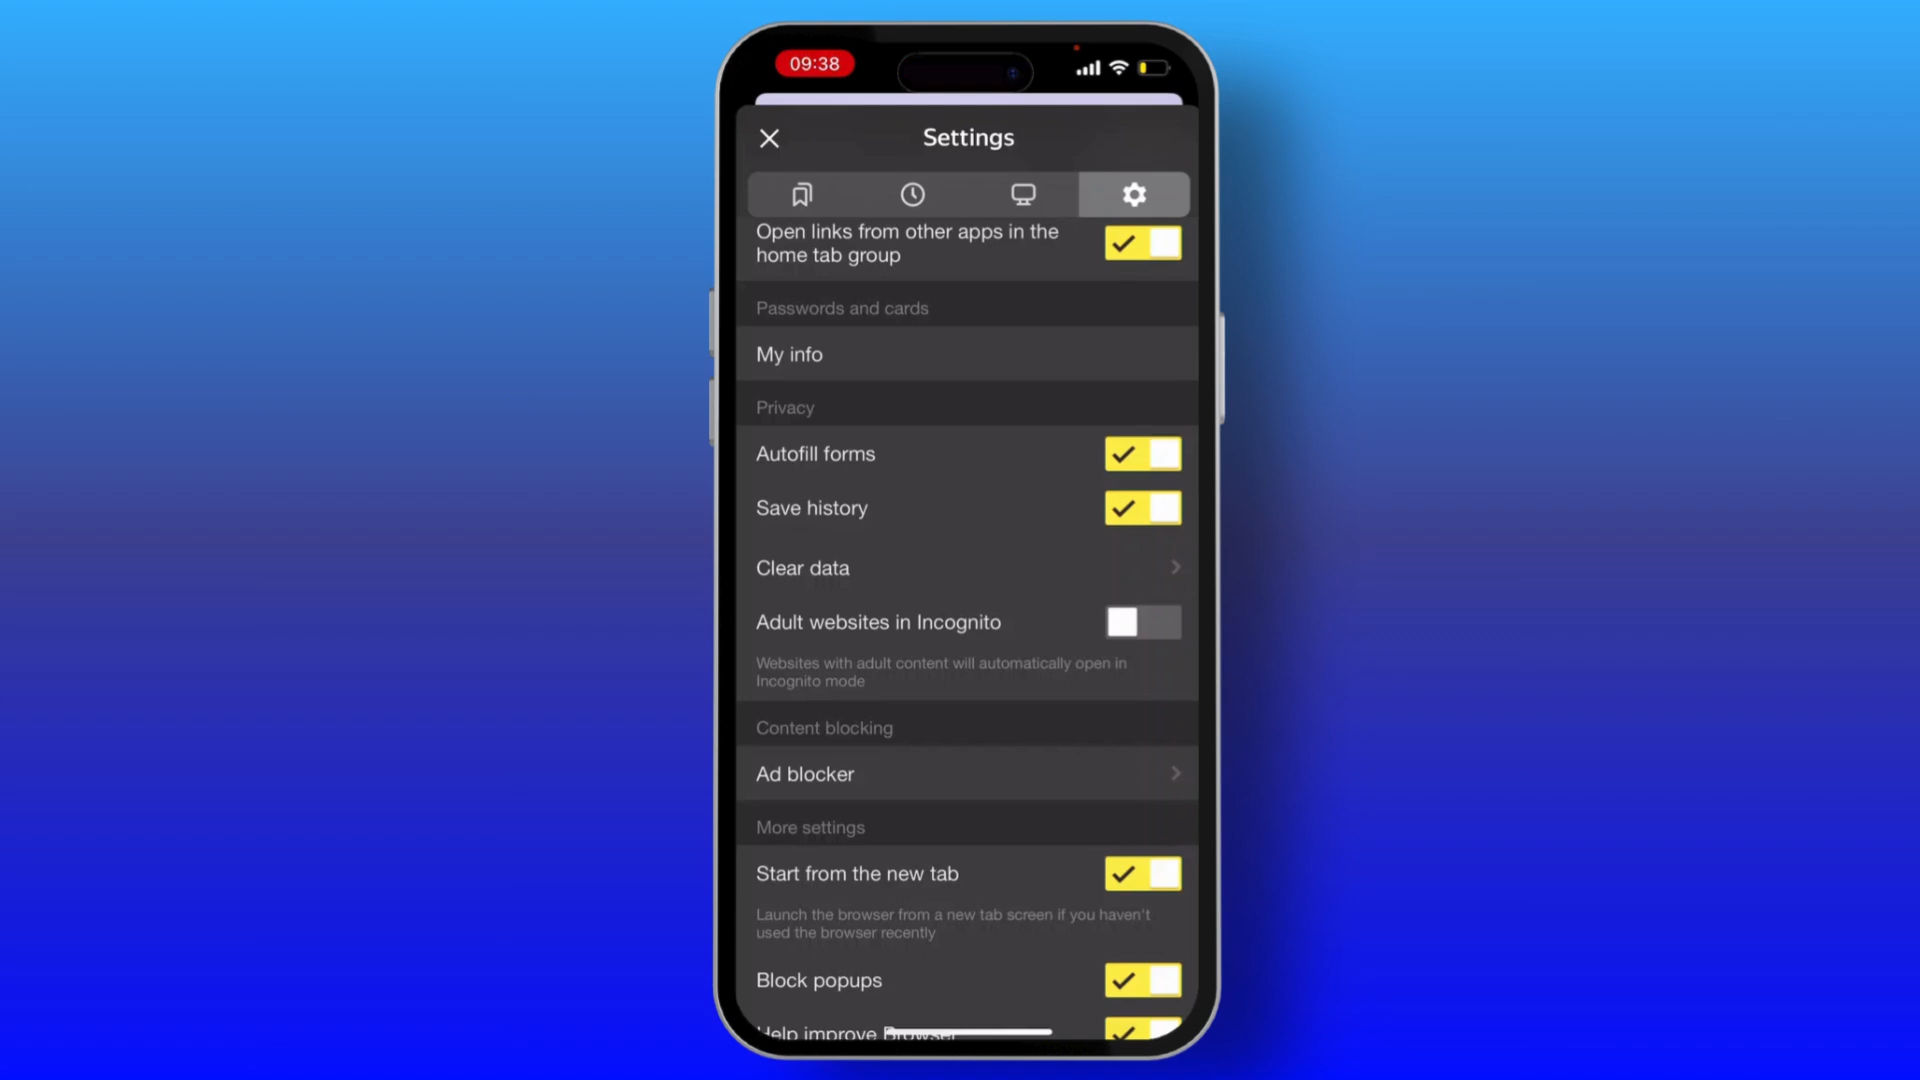 09:38
Settings
Open links from other apps in the
home tab group
Passwords and cards
My info
Privacy
Autofill forms
Save history
Clear data
Adult websites in Incognito
Websites with adult content will automatically open in
Incognito mode
Content blocking
Ad blocker
More settings
Start from the new tab
Launch the browser from a new tab screen if you haven't
used the browser recently
Block popups
Help improve Browser